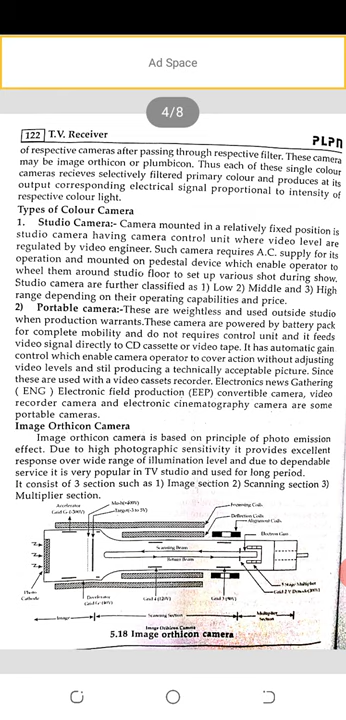 Ad Space
4/8
122 T.V. Receiver
PLPN
of respective cameras after passing through respective filter. These camera
may be image orthicon or plumbicon. Thus each of these single colour
cameras recieves selectively filtered primary colour and produces at its
output corresponding electrical signal proportional to intensity of
respective colour light.
Types of Colour Camera
1. Studio Camera:- Camera mounted in a relatively fixed position is
studio camera having camera control unit where video level are
regulated by video engineer. Such camera requires A.C. supply for its
operation and mounted on pedestal device which enable operator to
wheel them around studio floor to set up various shot during show.
Studio camera are further classified as 1) Low 2) Middle and 3) High
range depending on their operating capabilities and price.
2) Portable camera:-These are weightless and used outside studio
when production warrants.These camera are powered by battery pack
for complete mobility and do not requires control unit and it feeds
video signal directly to CD cassette or video tape. It has automatic gain
control which enable camera operator to cover action without adjusting
video levels and stil producing a technically acceptable picture. Since
these are used with a video cassets recorder. Electronics news Gathering
( ENG ) Electronic field production (EEP) convertible camera, video
recorder camera and electronic cinematography camera are some
portable cameras.
Image Orthicon Camera
Image orthicon camera is based on principle of photo emission
effect. Due to high photographic sensitivity it provides excellent
response over wide range of illumination level and due to dependable
service it is very popular in TV studio and used for long period.
It consist of 3 section such as 1) Image section 2) Scanning section 3)
Multiplier section.
Accelerator
Focusing Coils
Deflection Coils
Alignment Coils
Electron Gun
Scanning Beam
Return Beam
Photo
Cathode
Decelerator
Image
Scanning Section
Multiplier
Section
Image Orthicon Camera
5.18 Image orthicon camera